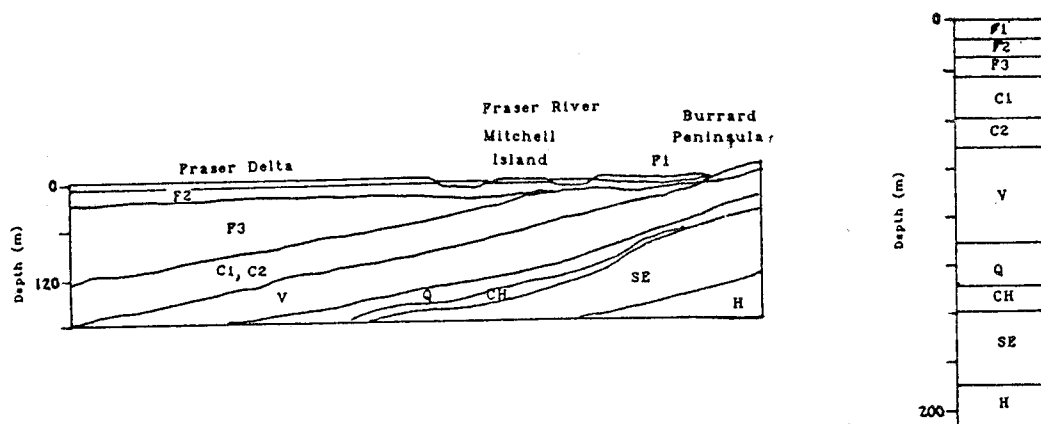 Fraser River
Mitchell
Island
Burrard
Peninsula
Fraser Delta
F1
0
F2
F3
C1, C2
SE
120
V
Q
CH
H
Depth (m)
0
F1
F2
F3
C1
C2
V
Q
CH
SE
H
200
Depth (m)